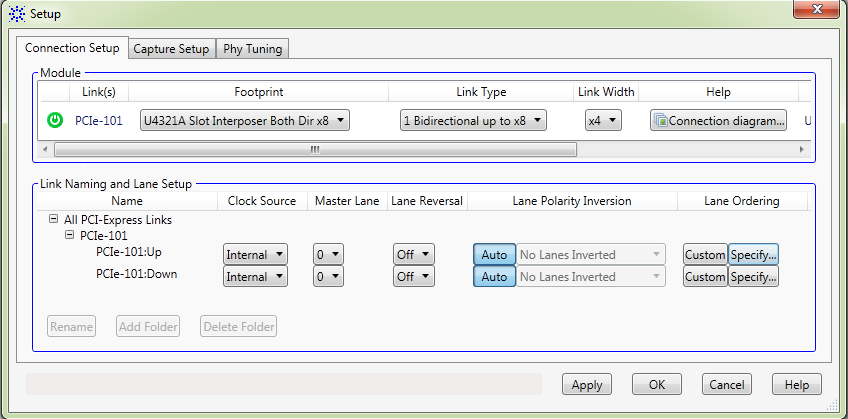 Setup
Connection Setup Capture Setup Phy Tuning
Module
Link(s) Footprint Link Type Link Width Help
PCIe-101 U4321A Slot Interposer Both Dir x8 1 Bidirectional up to x8 x4 Connection diagram... U
Link Naming and Lane Setup
Name Clock Source Master Lane Lane Reversal Lane Polarity Inversion Lane Ordering
All PCI-Express Links
PCIe-101
PCIe-101:Up Internal 0 Off Auto No Lanes Inverted Custom Specify...
PCIe-101:Down Internal 0 Off Auto No Lanes Inverted Custom Specify...
Rename Add Folder Delete Folder
Apply OK Cancel Help